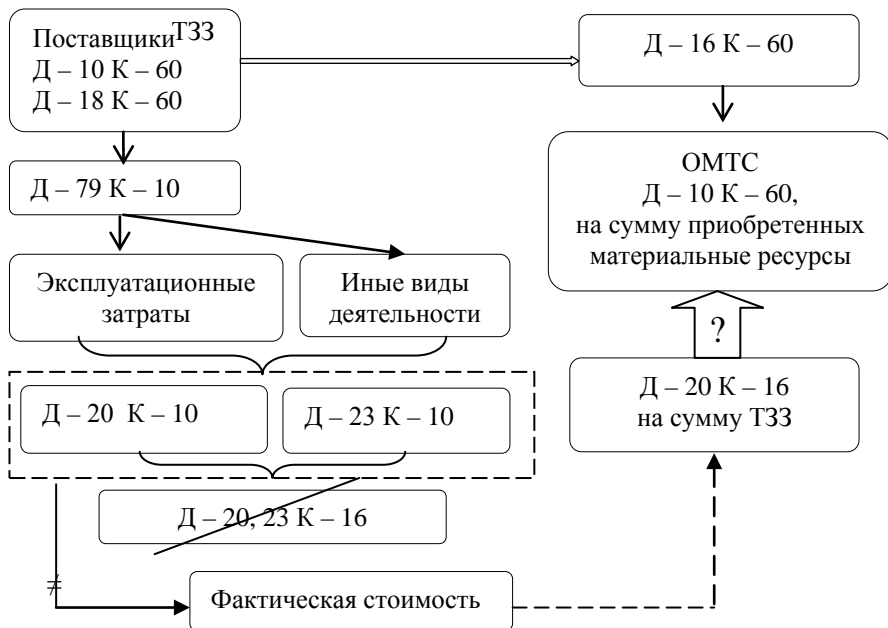 ТЗЗ
Поставщики
Д – 10 К – 60
Д – 18 К – 60
Д – 16 К – 60
Д – 79 К – 10
ОМТС
Д – 10 К – 60,
на сумму приобретенных
материальные ресурсы
Эксплуатационные
затраты
Иные виды
деятельности
?
Д – 20 К – 10
Д – 23 К – 10
Д – 20 К – 16
на сумму ТЗЗ
Д – 20, 23 К – 16
≠
Фактическая стоимость